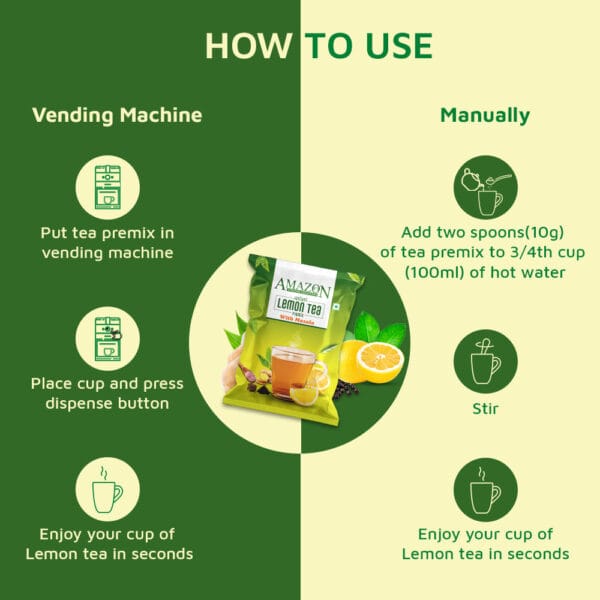 HOW TO USE
Vending Machine
Put tea premix in
vending machine
Place cup and press
dispense button
Enjoy your cup of
Lemon tea in seconds
Manually
Add two spoons(10g)
of tea premix to 3/4th cup
(100ml) of hot water
Stir
Enjoy your cup of
Lemon tea in seconds
AMAZON
LEMON TEA
With Masala